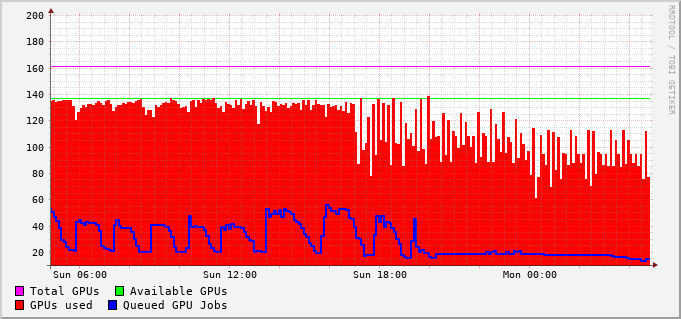 200
180
160
140
120
100
80
60
40
20
Sun 06:00 Sun 12:00 Sun 18:00 Mon 00:00
Total GPUs Available GPUs
GPUs used Queued GPU Jobs
RRDTOOL / TOBI OETIKER